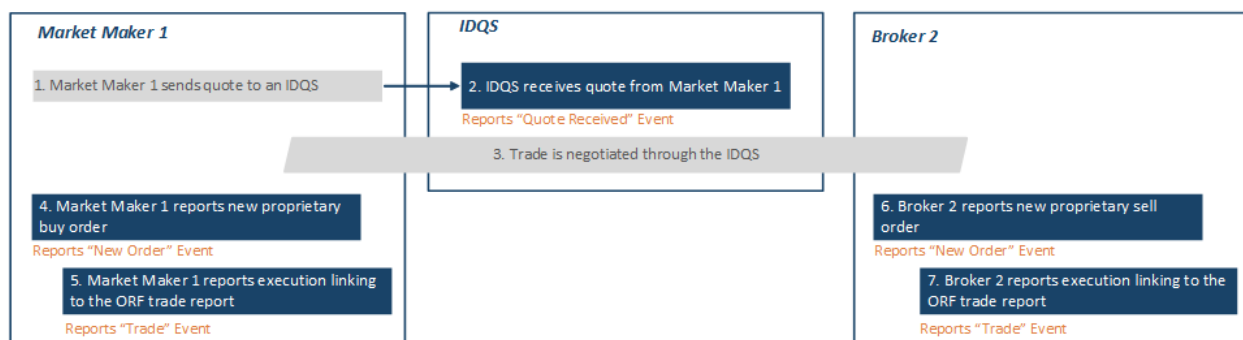 Market Maker 1
1. Market Maker 1 sends quote to an IDQS
4. Market Maker 1 reports new proprietary
buy order
Reports “New Order” Event
5. Market Maker 1 reports execution linking
to the ORF trade report
Reports “Trade” Event
IDQS
2. IDQS receives quote from Market Maker 1
Reports “Quote Received” Event
3. Trade is negotiated through the IDQS
Broker 2
6. Broker 2 reports new proprietary sell
order
Reports “New Order” Event
7. Broker 2 reports execution linking to the
ORF trade report
Reports “Trade” Event